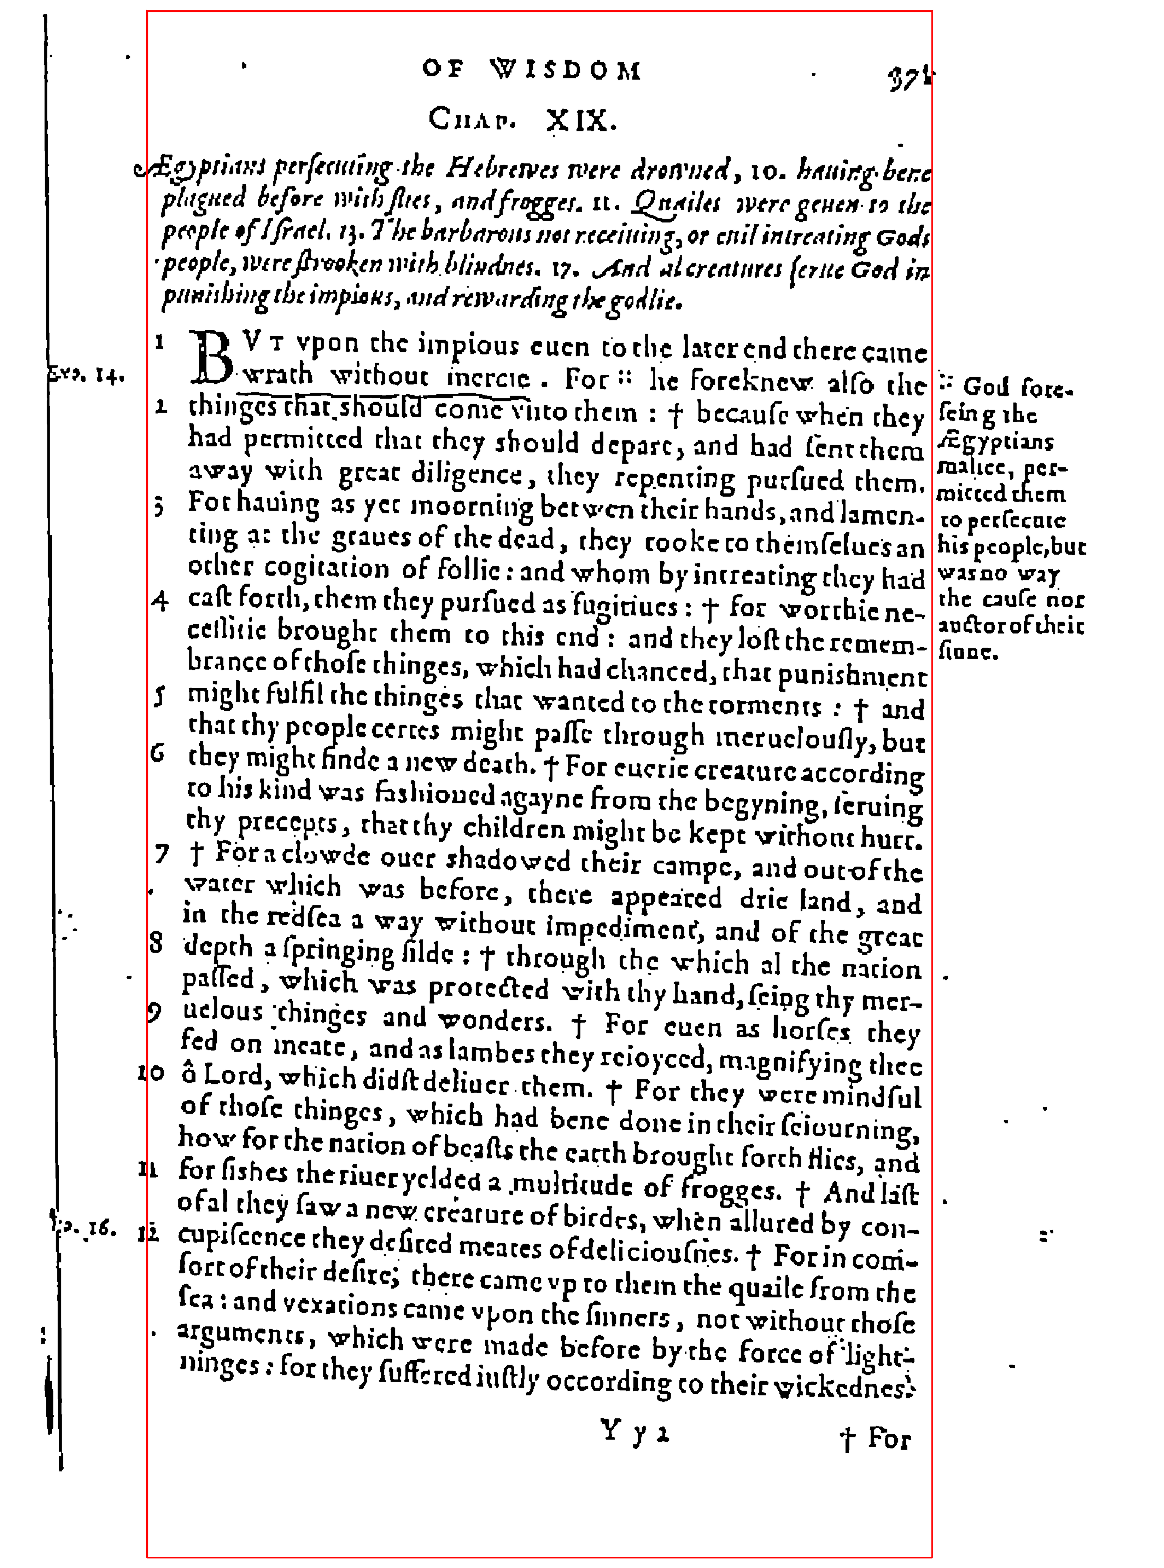 OF WISDOM
CHAP. XIX.
Ægyptians persecuting the Hebrewes were drowned, 10. hauing bene
plagued before with flies, and frogges. 11. Quailes were geuen to the
people of Israel. 13. The barbarous not receiuing, or euil intreating Gods
people, were strooken with blindnes. 17. And al creatures serue God in
punishing the impious, and rewarding the godlie.
1 BVT vpon the impious euen to the later end there came
Exo. 14.
wrath without mercie. For :: he foreknew also the
2 thinges that should come vnto them : † because when they
had permitted that they should depart, and had sent them
away with great diligence, they repenting pursued them.
3 For hauing as yet moorning betwen their hands, and lamen-
ting at the graues of the dead, they tooke to themselues an
other cogitation of follie : and whom by intreating they had
4 cast forth, them they pursued as fugitiues : † for worthie ne-
cessitie brought them to this end : and they lost the remem-
brance of those thinges, which had chanced, that punishment
5 might fulfil the thinges that wanted to the torments : † and
that thy people certes might passe through meruelously, but
6 they might finde a new death. † For euerie creature according
to his kind was fashioned agayne from the begyning, seruing
thy precepts, that thy children might be kept without hurt.
7 † For a clowde ouer shadowed their campe, and out of the
water which was before, there appeared drie land, and
in the redsea a way without impediment, and of the great
8 depth a springing filde : † through the which al the nation
passed, which was protected with thy hand, seing thy mer-
9 uelous thinges and wonders. † For euen as horses they
fed on meate, and as lambes they reioyced, magnifying thee
10 ô Lord, which didst deliuer them. † For they were mindful
of those thinges, which had bene done in their seiourning,
how for the nation of beasts the earth brought forth flies, and
11 for fishes the riuer yelded a multitude of frogges. † And last
of al they saw a new creature of birdes, when allured by con-
12 cupiscence they desired meates of deliciousnes. † For in com-
fort of their desire; there came vp to them the quaile from the
sea : and vexations came vpon the sinners, not without those
arguments, which were made before by the force of light-
ninges : for they suffered iustly occording to their wickednes.
Y y 2 † For
:: God fore-
seing the
Ægyptians
malice, per-
mitted them
to persecute
his people, but
was no way
the cause nor
auctor of their
sinne.
16.